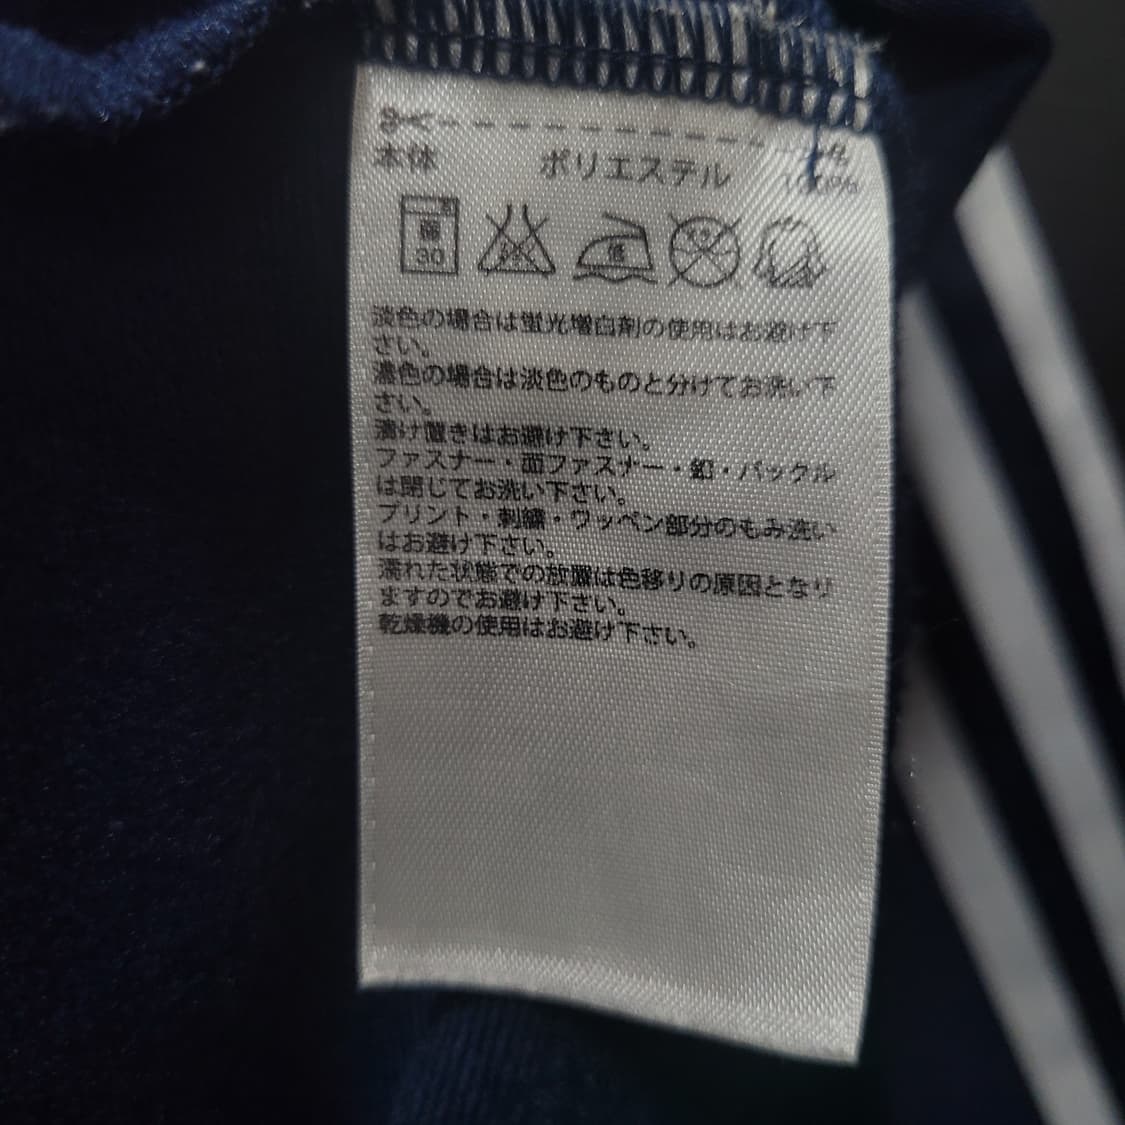 本体 ポリエステル 100%
淡色の場合は蛍光増白剤の使用はお避け下
さい。
濃色の場合は淡色のものと分けてお洗い下
さい。
漬け置きはお避け下さい。
ファスナー・面ファスナー・釦・バックル
は閉じてお洗い下さい。
プリント・刺繍・ワッペン部分のもみ洗い
はお避け下さい。
濡れた状態での放置は色移りの原因となり
ますのでお避け下さい。
乾燥機の使用はお避け下さい。